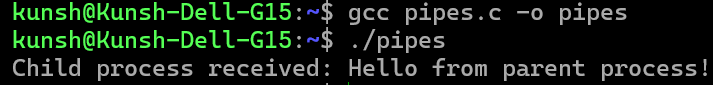 kunsh@Kunsh-Dell-G15:~$ gcc pipes.c -o pipes
kunsh@Kunsh-Dell-G15:~$ ./pipes
Child process received: Hello from parent process!